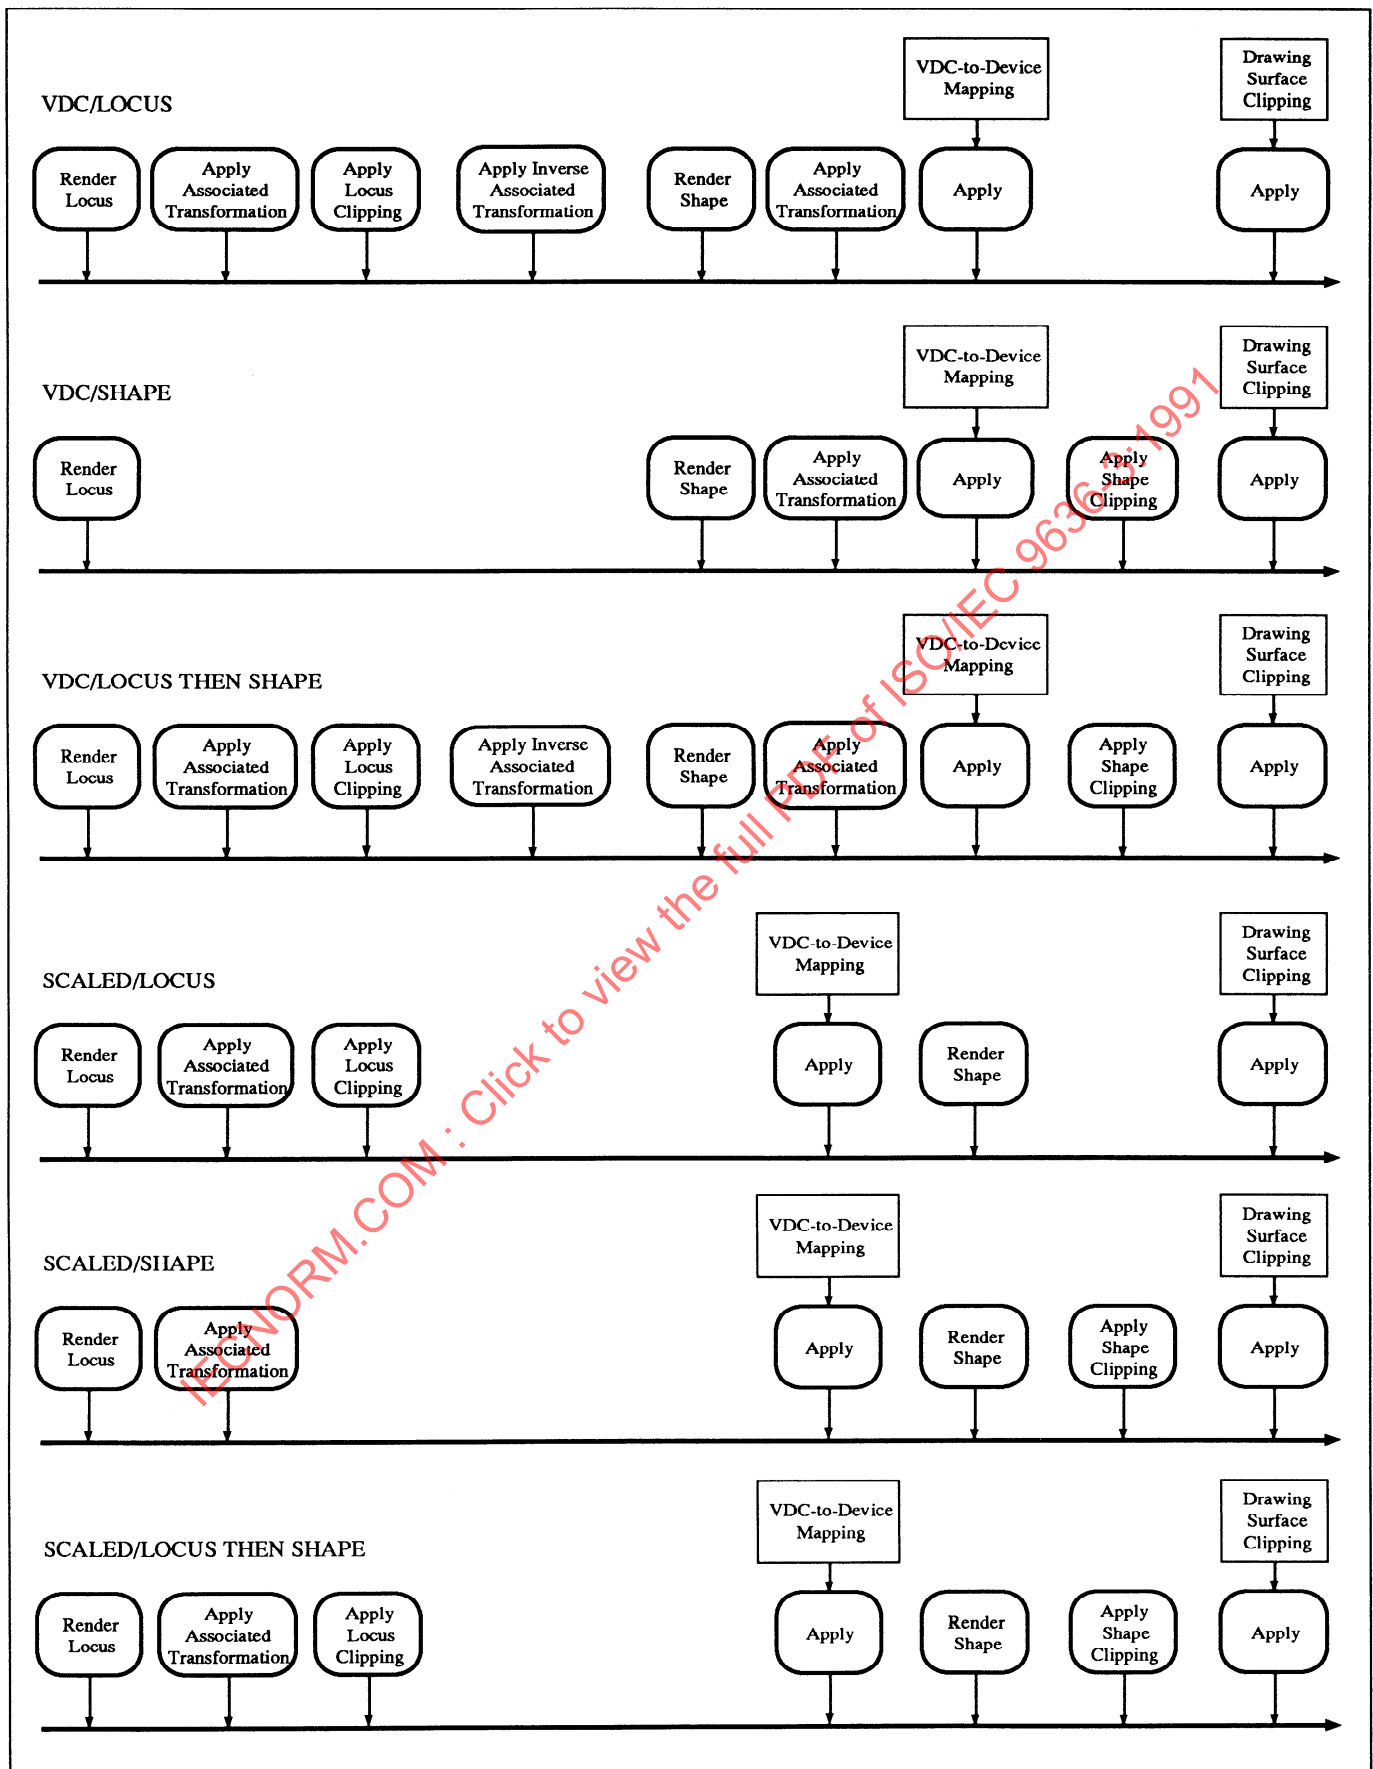 VDC/LOCUS
VDC-to-Device
Mapping
Drawing
Surface
Clipping
Render
Locus
Apply
Associated
Transformation
Apply
Locus
Clipping
Apply Inverse
Associated
Transformation
Render
Shape
Apply
Associated
Transformation
Apply
Apply
VDC/SHAPE
VDC-to-Device
Mapping
Drawing
Surface
Clipping
Render
Locus
Render
Shape
Apply
Associated
Transformation
Apply
Apply
Shape
Clipping
Apply
VDC/LOCUS THEN SHAPE
VDC-to-Device
Mapping
Drawing
Surface
Clipping
Render
Locus
Apply
Associated
Transformation
Apply
Locus
Clipping
Apply Inverse
Associated
Transformation
Render
Shape
Apply
Associated
Transformation
Apply
Apply
Shape
Clipping
Apply
SCALED/LOCUS
VDC-to-Device
Mapping
Drawing
Surface
Clipping
Render
Locus
Apply
Associated
Transformation
Apply
Locus
Clipping
Apply
Render
Shape
Apply
SCALED/SHAPE
VDC-to-Device
Mapping
Drawing
Surface
Clipping
Render
Locus
Apply
Associated
Transformation
Apply
Render
Shape
Apply
Shape
Clipping
Apply
SCALED/LOCUS THEN SHAPE
VDC-to-Device
Mapping
Drawing
Surface
Clipping
Render
Locus
Apply
Associated
Transformation
Apply
Locus
Clipping
Apply
Render
Shape
Apply
Shape
Clipping
Apply
IECNORM.COM : Click to view the full PDF of ISO/IEC 9636-3:1991